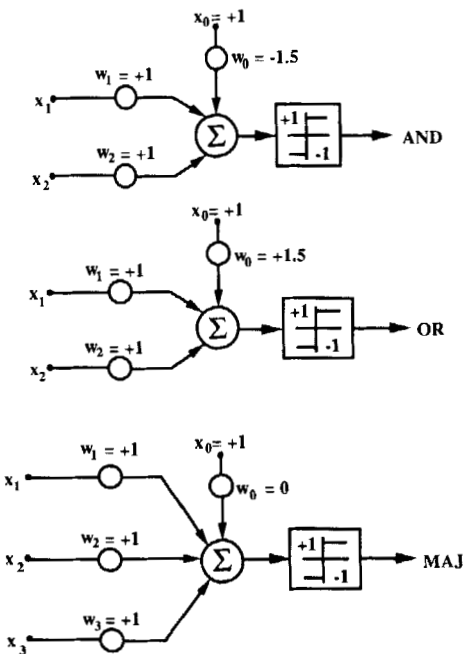 x₀= +1
w₀ = -1.5
w₁ = +1
x₁
w₂ = +1
x₂
Σ
+1
-1
AND
x₀= +1
w₀ = +1.5
w₁ = +1
x₁
w₂ = +1
x₂
Σ
+1
-1
OR
x₀= +1
w₀ = 0
w₁ = +1
x₁
w₂ = +1
x₂
w₃ = +1
x₃
Σ
+1
-1
MAJ